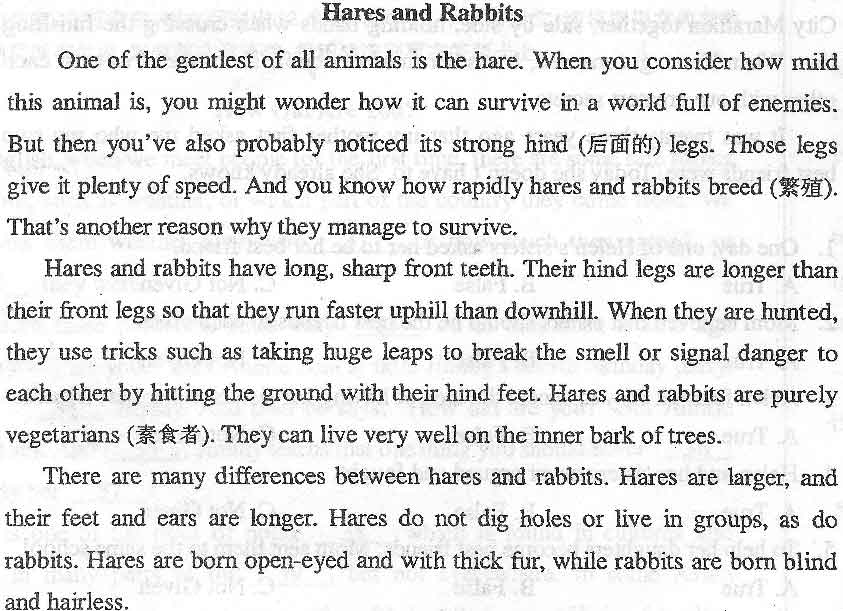 Hares and Rabbits
One of the gentlest of all animals is the hare. When you consider how mild
this animal is, you might wonder how it can survive in a world full of enemies.
But then you've also probably noticed its strong hind (后面的) legs. Those legs
give it plenty of speed. And you know how rapidly hares and rabbits breed (繁殖).
That's another reason why they manage to survive.
Hares and rabbits have long, sharp front teeth. Their hind legs are longer than
their front legs so that they run faster uphill than downhill. When they are hunted,
they use tricks such as taking huge leaps to break the smell or signal danger to
each other by hitting the ground with their hind feet. Hares and rabbits are purely
vegetarians (素食者). They can live very well on the inner bark of trees.
There are many differences between hares and rabbits. Hares are larger, and
their feet and ears are longer. Hares do not dig holes or live in groups, as do
rabbits. Hares are born open-eyed and with thick fur, while rabbits are born blind
and hairless.